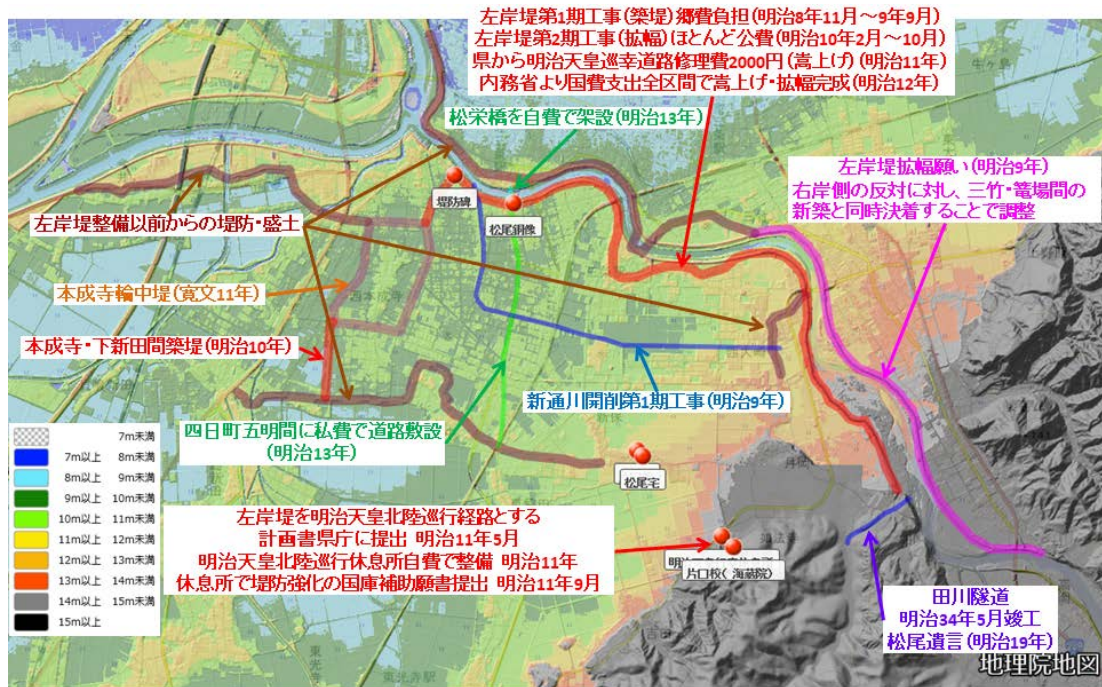 左岸堤第1期工事(築堤)郷費負担(明治8年11月～9年9月)
左岸堤第2期工事(拡幅)ほとんど公費(明治10年2月～10月)
県から明治天皇巡幸道路修理費2000円(嵩上げ)(明治11年)
内務省より国費支出全区間で嵩上げ・拡幅完成(明治12年)
松栄橋を自費で架設(明治13年)
左岸堤拡幅願い(明治9年)
右岸側の反対に対し、三竹・篭場間の
新築と同時決着することで調整
堤防碑
松尾銅像
左岸堤整備以前からの堤防・盛土
本成寺輪中堤(寛文11年)
西本成寺
本成寺・下新田間築堤(明治10年)
新通川開削第1期工事(明治9年)
四日町五明間に私費で道路敷設
(明治13年)
松尾宅
7m未満
7m以上 8m未満
8m以上 9m未満
9m以上 10m未満
10m以上 11m未満
11m以上 12m未満
12m以上 13m未満
13m以上 14m未満
14m以上 15m未満
15m以上
左岸堤を明治天皇北陸巡行経路とする
計画書県庁に提出 明治11年5月
明治天皇北陸巡行休息所自費で整備 明治11年
休息所で堤防強化の国庫補助願書提出 明治11年9月
片口校(海蔵院)
田川隧道
明治34年5月竣工
松尾遺言(明治19年)
東光寺駅
地理院地図